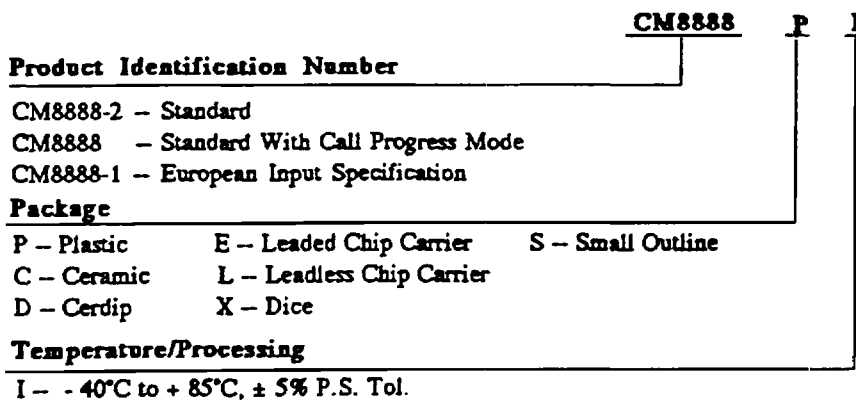 CM8888 P I
Product Identification Number
CM8888-2 – Standard
CM8888 – Standard With Call Progress Mode
CM8888-1 – European Input Specification
Package
P – Plastic E – Leaded Chip Carrier S – Small Outline
C – Ceramic L – Leadless Chip Carrier
D – Cerdip X – Dice
Temperature/Processing
I – - 40°C to + 85°C, ± 5% P.S. Tol.